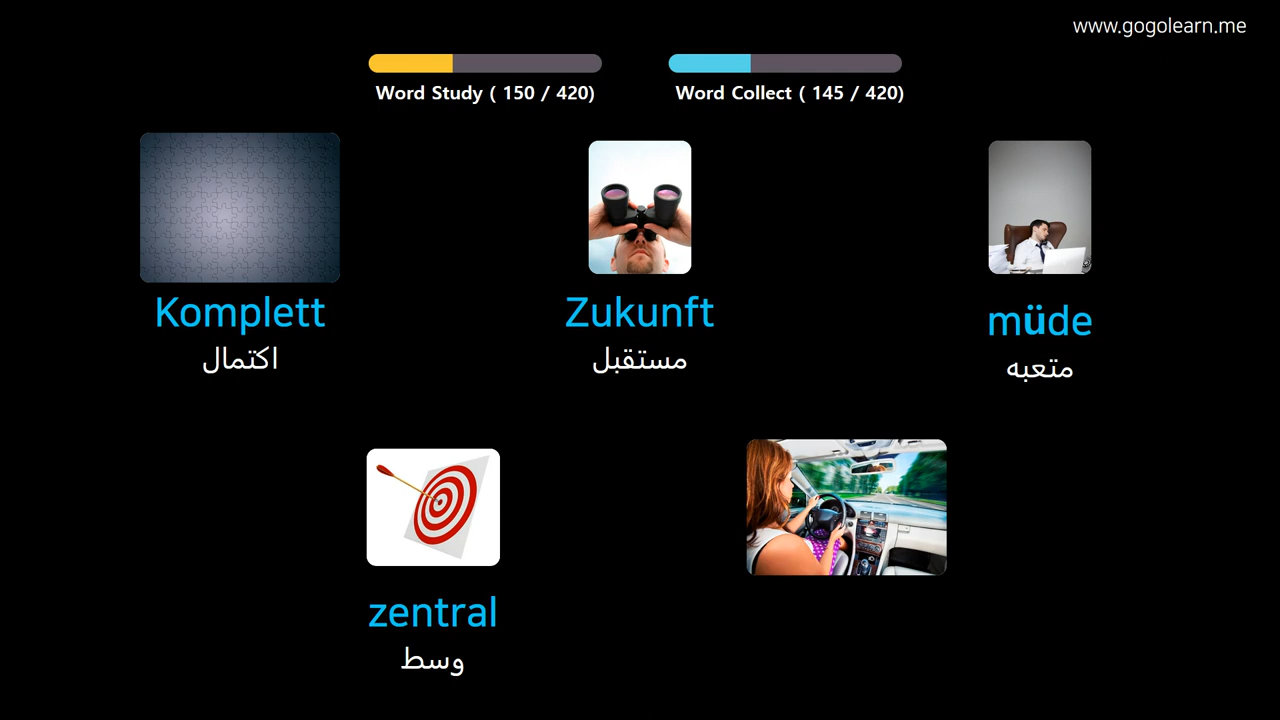 www.gogolearn.me
Word Study ( 150 / 420)
Word Collect ( 145 / 420)
Komplett
اكتمال
Zukunft
مستقبل
müde
متعبه
zentral
وسط